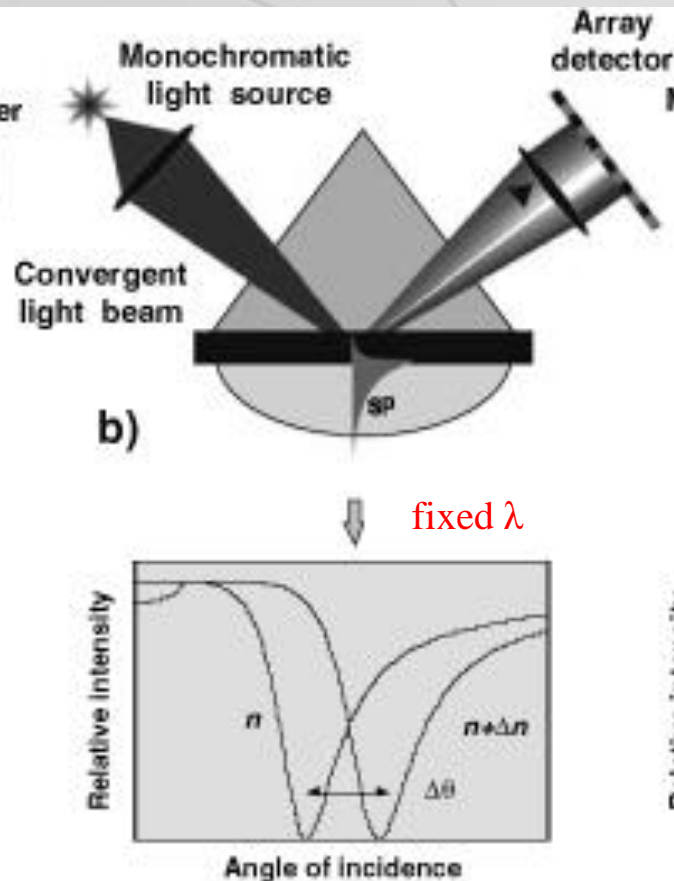 Monochromatic
light source
Array
detector
Convergent
light beam
SP
b)
fixed λ
Relative intensity
n
n+Δn
Δθ
Angle of incidence